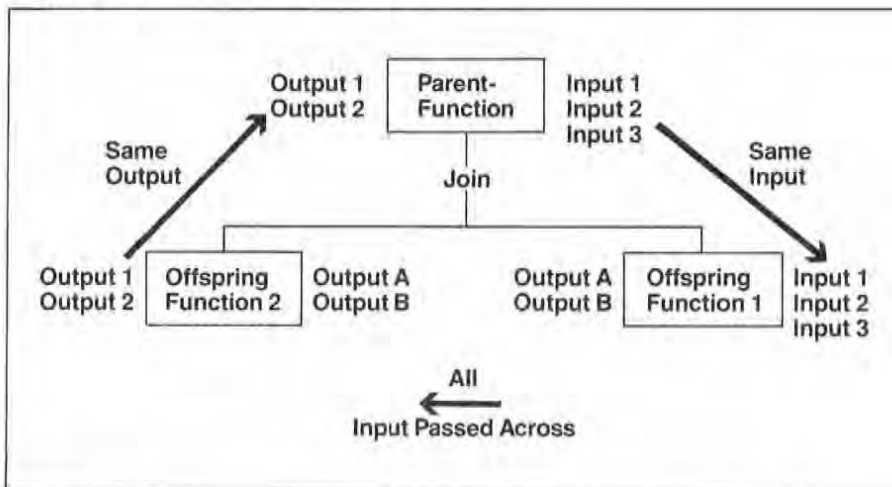 Output 1
Output 2
Parent-
Function
Input 1
Input 2
Input 3
Same
Output
Join
Same
Input
Output 1
Output 2
Offspring
Function 2
Output A
Output B
Output A
Output B
Offspring
Function 1
Input 1
Input 2
Input 3
All
Input Passed Across